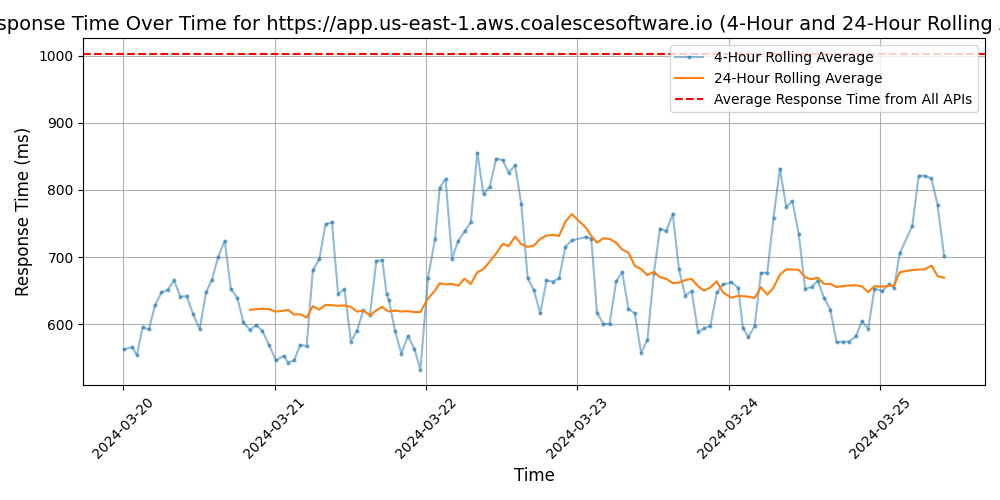 sponse Time Over Time for https://app.us-east-1.aws.coalescesoftware.io (4-Hour and 24-Hour Rolling
4-Hour Rolling Average
24-Hour Rolling Average
Average Response Time from All APIs
Response Time (ms)
1000
900
800
700
600
2024-03-20
2024-03-21
2024-03-22
2024-03-23
2024-03-24
2024-03-25
Time